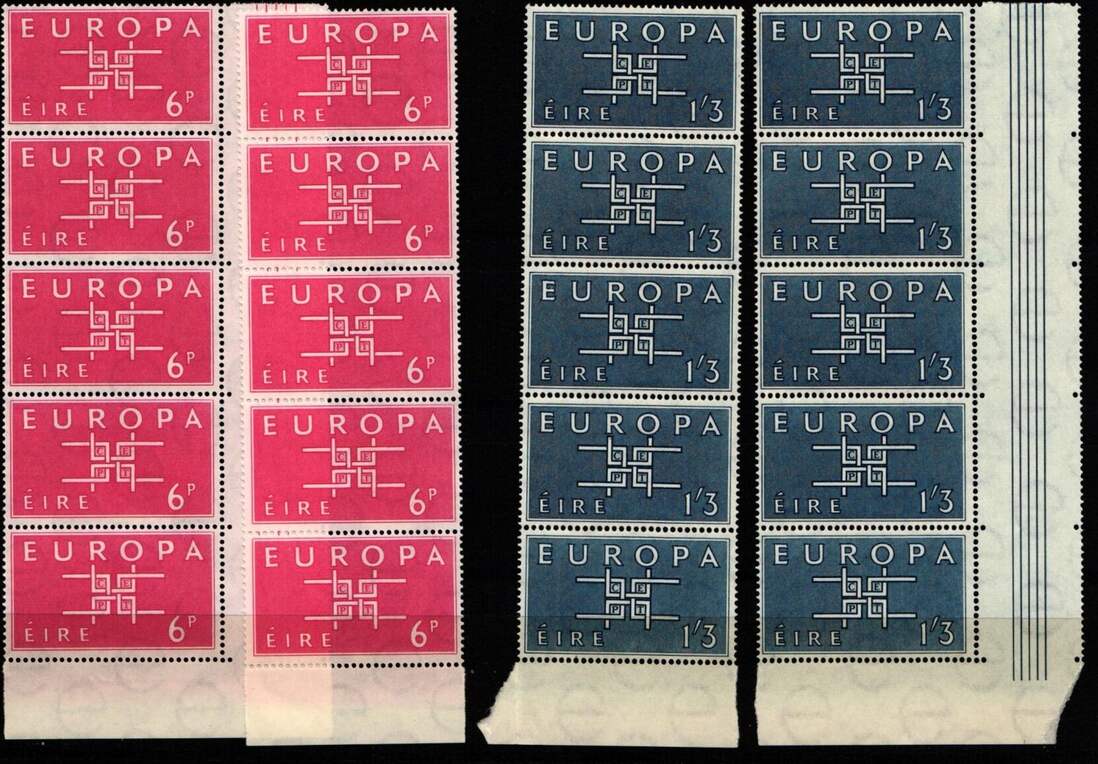 EUROPA
C E
P T
ÉIRE 6P
EUROPA
C E
P T
ÉIRE 6P
EUROPA
C E
P T
ÉIRE 6P
EUROPA
C E
P T
ÉIRE 6P
EUROPA
C E
P T
ÉIRE 6P
EUROPA
C E
P T
ÉIRE 6P
EUROPA
C E
P T
ÉIRE 6P
EUROPA
C E
P T
ÉIRE 6P
EUROPA
C E
P T
ÉIRE 6P
EUROPA
C E
P T
ÉIRE 6P
EUROPA
C E
P T
ÉIRE 1/3
EUROPA
C E
P T
ÉIRE 1/3
EUROPA
C E
P T
ÉIRE 1/3
EUROPA
C E
P T
ÉIRE 1/3
EUROPA
C E
P T
ÉIRE 1/3
EUROPA
C E
P T
ÉIRE 1/3
EUROPA
C E
P T
ÉIRE 1/3
EUROPA
C E
P T
ÉIRE 1/3
EUROPA
C E
P T
ÉIRE 1/3
EUROPA
C E
P T
ÉIRE 1/3